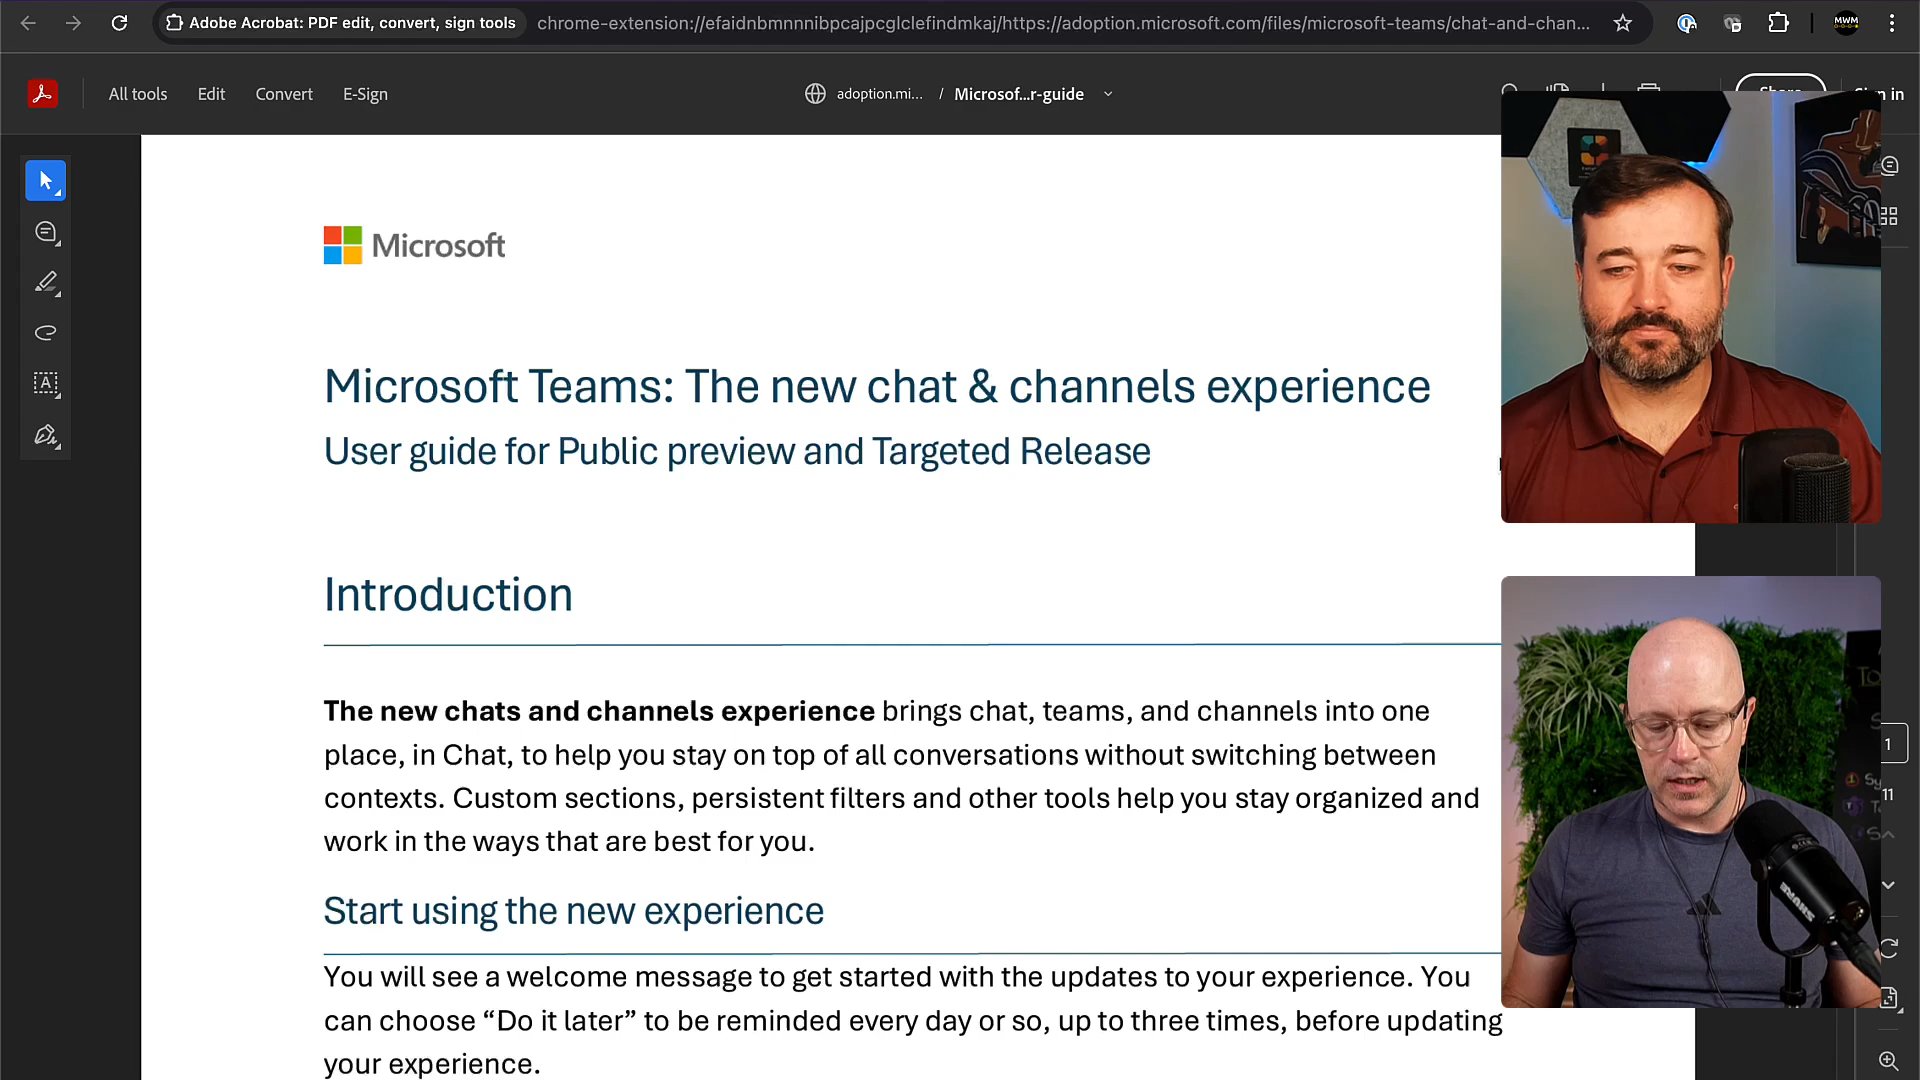 Adobe Acrobat: PDF edit, convert, sign tools
chrome-extension://efaidnbmnnnibpcajpcglclefindmkaj/https://adoption.microsoft.com/files/microsoft-teams/chat-and-chan...
MWM
All tools
Edit
Convert
E-Sign
adoption.mi... / Microsof...r-guide
Share
Sign in
Microsoft
Microsoft Teams: The new chat & channels experience
User guide for Public preview and Targeted Release
Introduction
The new chats and channels experience brings chat, teams, and channels into one
place, in Chat, to help you stay on top of all conversations without switching between
contexts. Custom sections, persistent filters and other tools help you stay organized and
work in the ways that are best for you.
Start using the new experience
You will see a welcome message to get started with the updates to your experience. You
can choose “Do it later” to be reminded every day or so, up to three times, before updating
your experience.
1
11
SHURE